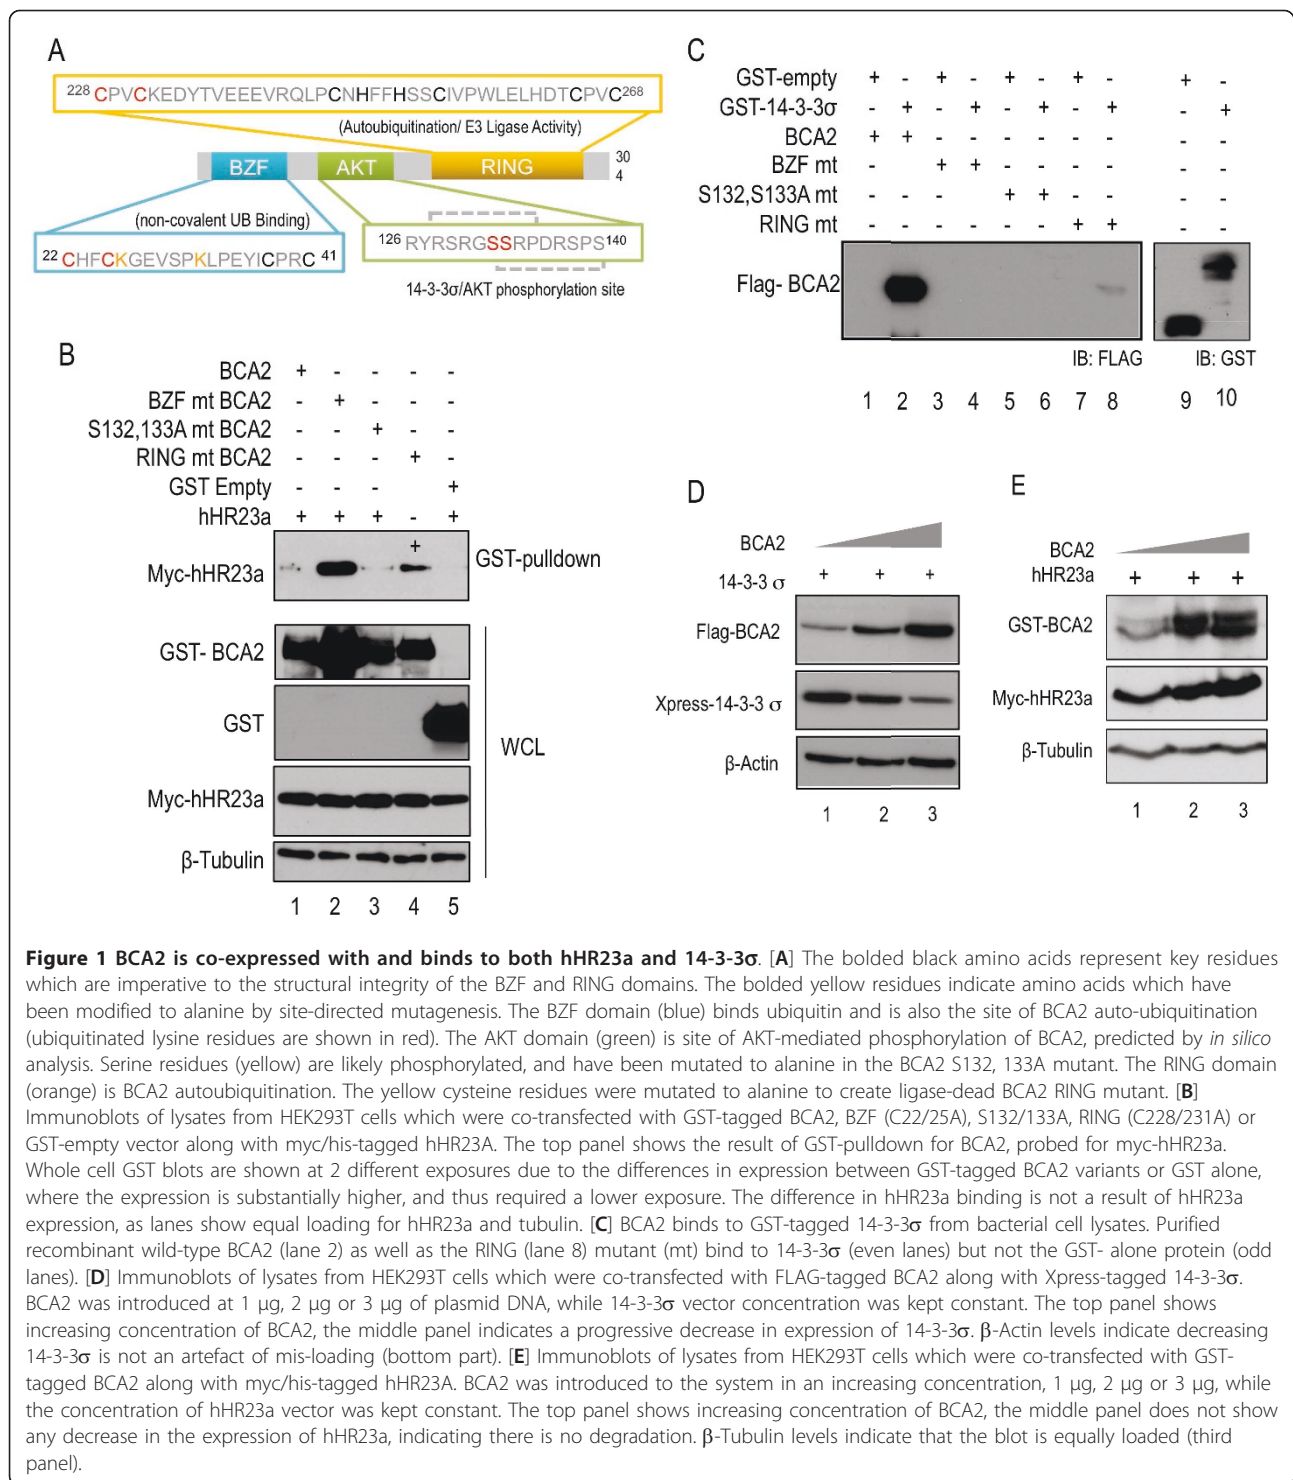 A
228 CPVCKEDYTVEEEVRQLPCNHFFHSSCIVPWLELHDTCPVC268
(Autoubiquitination/ E3 Ligase Activity)
BZF AKT RING
30
4
(non-covalent UB Binding)
22 CHFCKGEVSPKLPEYICPRC 41
126 RYRSRGSSRPDRSPS140
14-3-3σ/AKT phosphorylation site
B
BCA2 + - - - -
BZF mt BCA2 - + - - -
S132,133A mt BCA2 - - + - -
RING mt BCA2 - - - + -
GST Empty - - - +
hHR23a + + + - +
+
Myc-hHR23a GST-pulldown
GST- BCA2
GST
WCL
Myc-hHR23a
β-Tubulin
1 2 3 4 5
C
GST-empty + - + - + - + - + -
GST-14-3-3σ - + - + - + - + - +
BCA2 + + - - - - - - - -
BZF mt - - + + - - - - - -
S132,S133A mt - - - - + + - - - -
RING mt - - - - - - + + - -
Flag- BCA2
IB: FLAG IB: GST
1 2 3 4 5 6 7 8 9 10
D
BCA2
14-3-3 σ + + +
Flag-BCA2
Xpress-14-3-3 σ
β-Actin
1 2 3
E
BCA2
hHR23a + + +
GST-BCA2
Myc-hHR23a
β-Tubulin
1 2 3
Figure 1 BCA2 is co-expressed with and binds to both hHR23a and 14-3-3σ. [A] The bolded black amino acids represent key residues
which are imperative to the structural integrity of the BZF and RING domains. The bolded yellow residues indicate amino acids which have
been modified to alanine by site-directed mutagenesis. The BZF domain (blue) binds ubiquitin and is also the site of BCA2 auto-ubiquitination
(ubiquitinated lysine residues are shown in red). The AKT domain (green) is site of AKT-mediated phosphorylation of BCA2, predicted by in silico
analysis. Serine residues (yellow) are likely phosphorylated, and have been mutated to alanine in the BCA2 S132, 133A mutant. The RING domain
(orange) is BCA2 autoubiquitination. The yellow cysteine residues were mutated to alanine to create ligase-dead BCA2 RING mutant. [B]
Immunoblots of lysates from HEK293T cells which were co-transfected with GST-tagged BCA2, BZF (C22/25A), S132/133A, RING (C228/231A) or
GST-empty vector along with myc/his-tagged hHR23A. The top panel shows the result of GST-pulldown for BCA2, probed for myc-hHR23a.
Whole cell GST blots are shown at 2 different exposures due to the differences in expression between GST-tagged BCA2 variants or GST alone,
where the expression is substantially higher, and thus required a lower exposure. The difference in hHR23a binding is not a result of hHR23a
expression, as lanes show equal loading for hHR23a and tubulin. [C] BCA2 binds to GST-tagged 14-3-3σ from bacterial cell lysates. Purified
recombinant wild-type BCA2 (lane 2) as well as the RING (lane 8) mutant (mt) bind to 14-3-3σ (even lanes) but not the GST- alone protein (odd
lanes). [D] Immunoblots of lysates from HEK293T cells which were co-transfected with FLAG-tagged BCA2 along with Xpress-tagged 14-3-3σ.
BCA2 was introduced at 1 μg, 2 μg or 3 μg of plasmid DNA, while 14-3-3σ vector concentration was kept constant. The top panel shows
increasing concentration of BCA2, the middle panel indicates a progressive decrease in expression of 14-3-3σ. β-Actin levels indicate decreasing
14-3-3σ is not an artefact of mis-loading (bottom part). [E] Immunoblots of lysates from HEK293T cells which were co-transfected with GST-
tagged BCA2 along with myc/his-tagged hHR23A. BCA2 was introduced to the system in an increasing concentration, 1 μg, 2 μg or 3 μg, while
the concentration of hHR23a vector was kept constant. The top panel shows increasing concentration of BCA2, the middle panel does not show
any decrease in the expression of hHR23a, indicating there is no degradation. β-Tubulin levels indicate that the blot is equally loaded (third
panel).